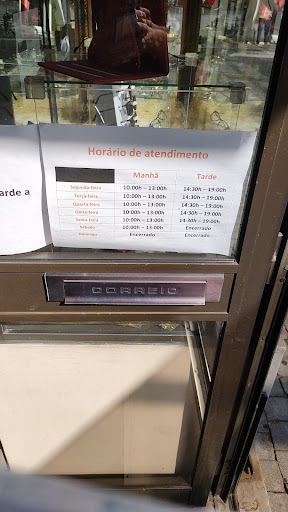 Horário de atendimento
arde a
Manhã Tarde
Segunda-feira 10:00h – 13:00h 14:30h – 19:00h
Terça-feira 10:00h – 13:00h 14:30h – 19:00h
Quarta-feira 10:00h – 13:00h 14:30h – 19:00h
Quinta-feira 10:00h – 13:00h 14:30h – 19:00h
Sexta-feira 10:00h – 13:00h 14:30h – 19:00h
Sábado 10:00h – 13:00h Encerrado
Domingo Encerrado Encerrado
CORREIO